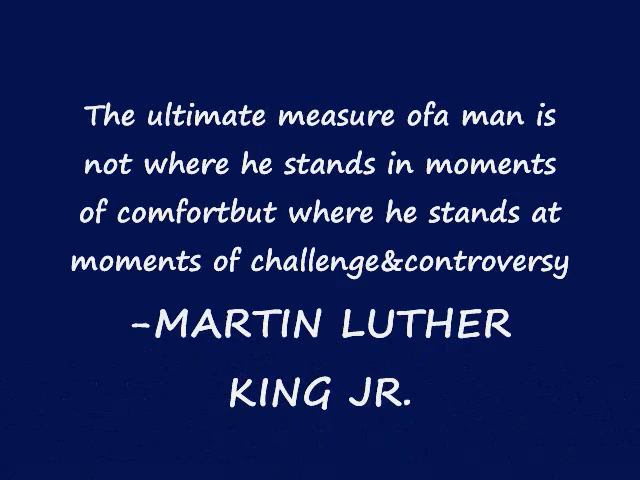 The ultimate measure ofa man is
not where he stands in moments
of comfortbut where he stands at
moments of challenge&controversy
-MARTIN LUTHER
KING JR.